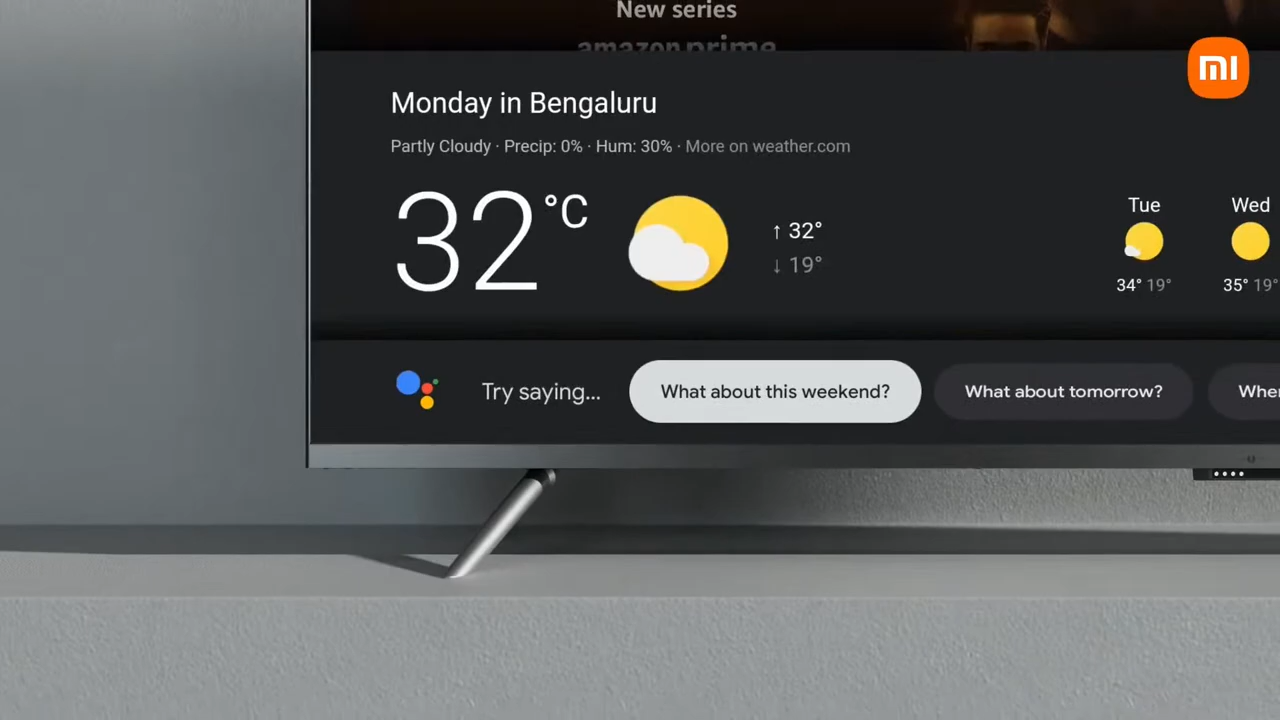 New series
amazon prime
mi
Monday in Bengaluru
Partly Cloudy · Precip: 0% · Hum: 30% · More on weather.com
32°C
↑ 32°
↓ 19°
Tue
34° 19°
Wed
35° 19°
Try saying...
What about this weekend?
What about tomorrow?